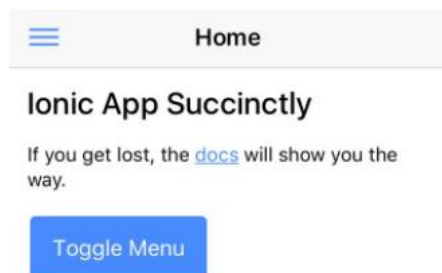 Home
Ionic App Succinctly
If you get lost, the docs will show you the
way.
Toggle Menu